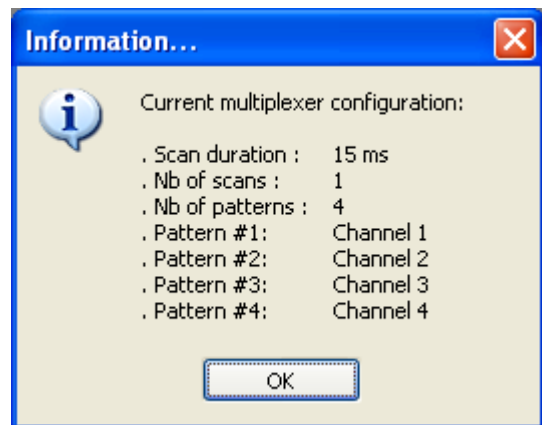 Information...
Current multiplexer configuration:
. Scan duration : 15 ms
. Nb of scans : 1
. Nb of patterns : 4
. Pattern #1: Channel 1
. Pattern #2: Channel 2
. Pattern #3: Channel 3
. Pattern #4: Channel 4
OK